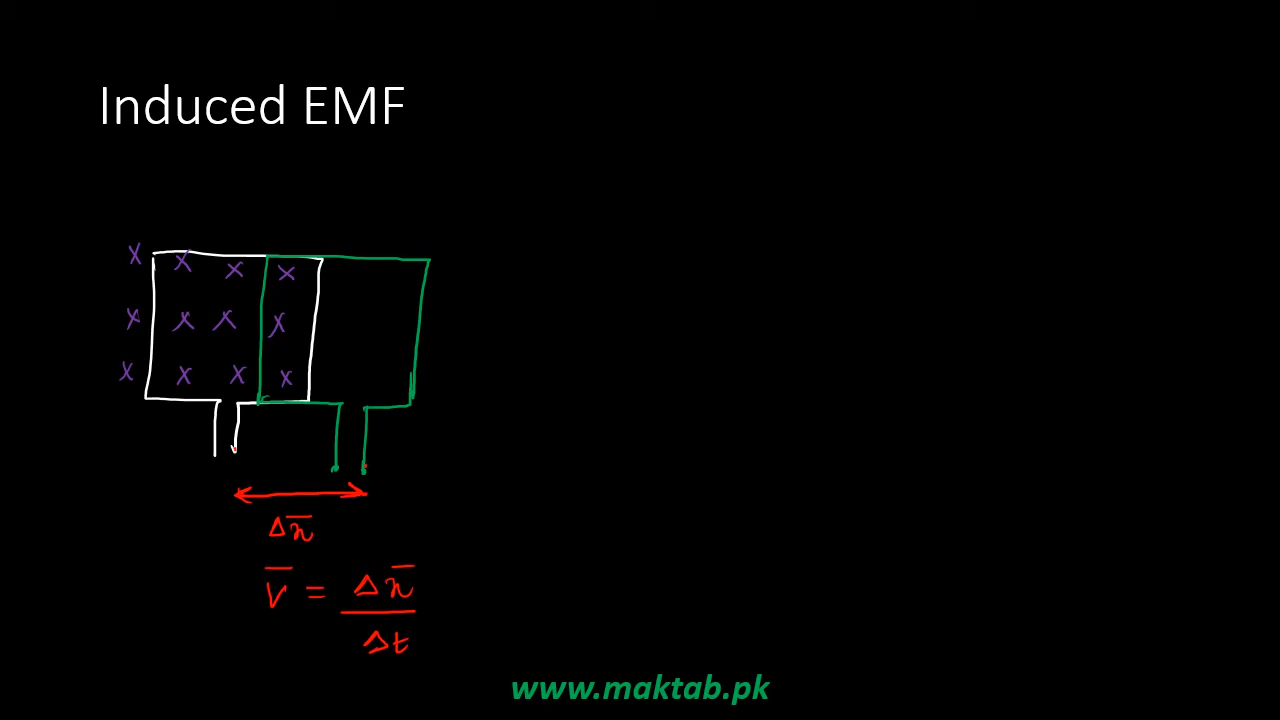 Induced EMF
x x x x
x x x x
x x x x
Δx̅
V̅ = Δx̅ / Δt
www.maktab.pk